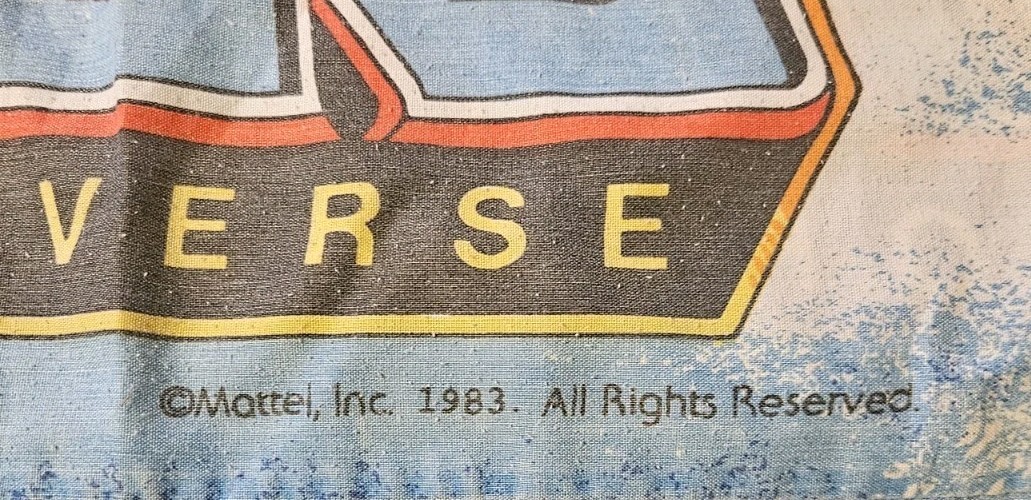 VERSE
©Mattel, Inc. 1983. All Rights Reserved.